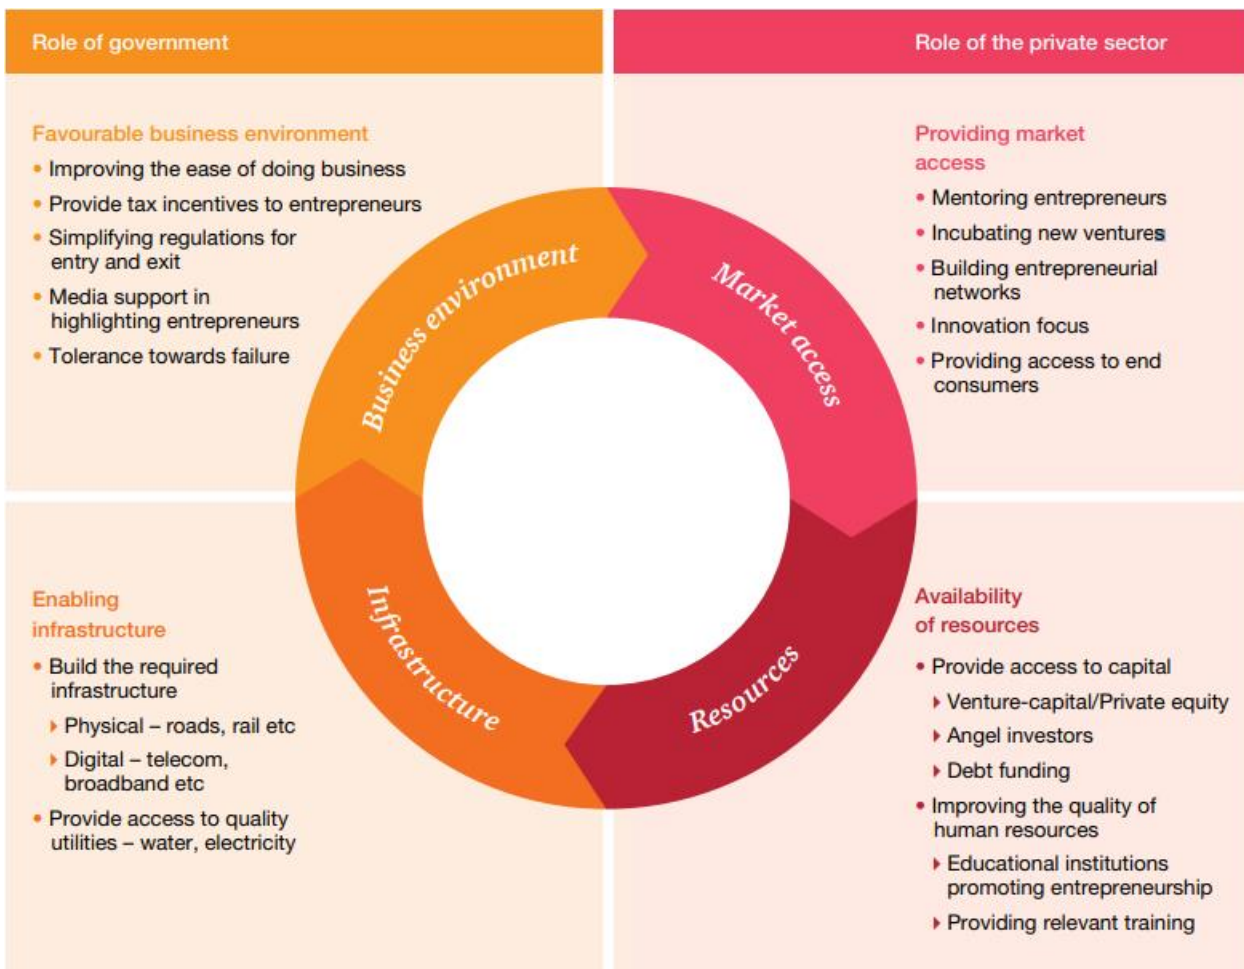 Role of government
Role of the private sector
Favourable business environment
• Improving the ease of doing business
• Provide tax incentives to entrepreneurs
• Simplifying regulations for
entry and exit
• Media support in
highlighting entrepreneurs
• Tolerance towards failure
Providing market
access
• Mentoring entrepreneurs
• Incubating new ventures
• Building entrepreneurial
networks
• Innovation focus
• Providing access to end
consumers
Business environment
Market access
Infrastructure
Resources
Enabling
infrastructure
• Build the required
infrastructure
Physical – roads, rail etc
Digital – telecom,
broadband etc
• Provide access to quality
utilities – water, electricity
Availability
of resources
• Provide access to capital
Venture-capital/Private equity
Angel investors
Debt funding
• Improving the quality of
human resources
Educational institutions
promoting entrepreneurship
Providing relevant training